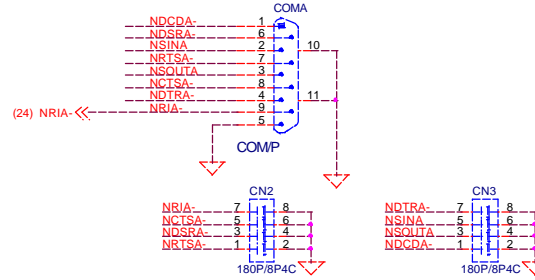 COMA
NDCDA- 1
NDSRA- 6
NSINA 2 10
NRTSA- 7
NSOUTA 3
NCTSA- 8
NDTRA- 4 11
(24) NRIA- NRIA- 9
5
COM/P
CN2
NRIA- 7 8
NCTSA- 5 6
NDSRA- 3 4
NRTSA- 1 2
180P/8P4C
CN3
NDTRA- 7 8
NSINA 5 6
NSOUTA 3 4
NDCDA- 1 2
180P/8P4C